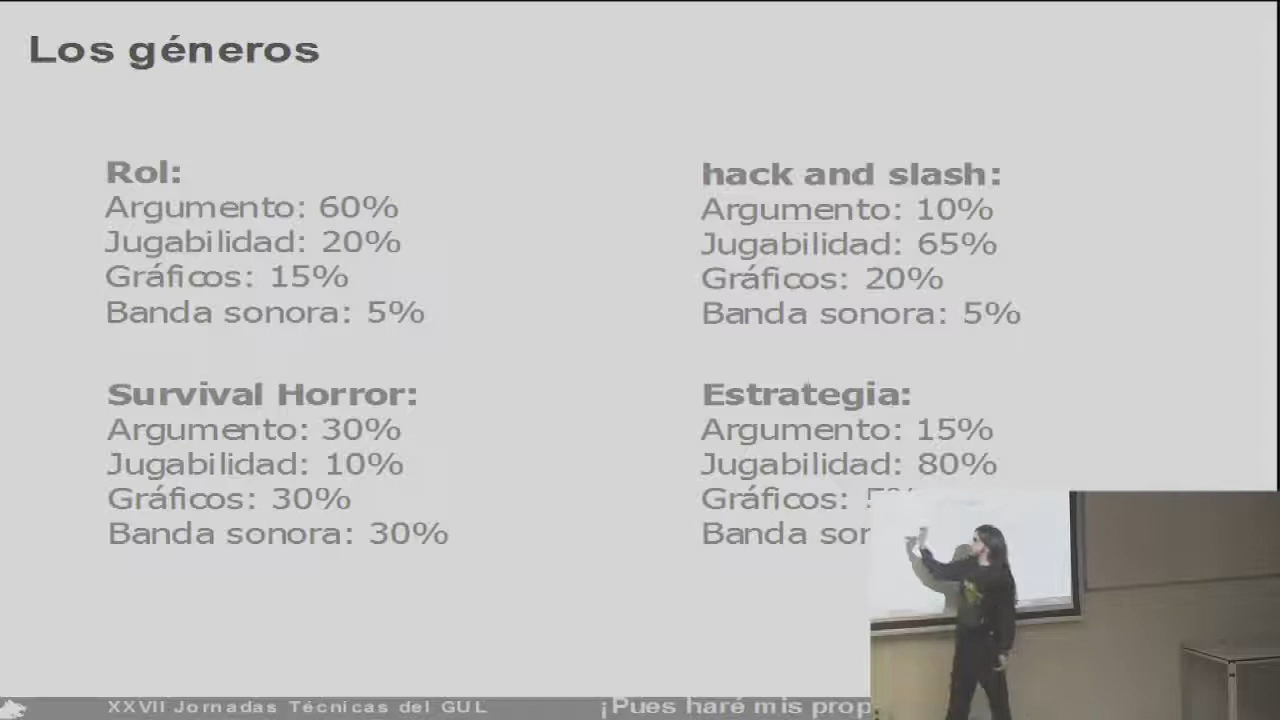 Los géneros
Rol:
Argumento: 60%
Jugabilidad: 20%
Gráficos: 15%
Banda sonora: 5%
hack and slash:
Argumento: 10%
Jugabilidad: 65%
Gráficos: 20%
Banda sonora: 5%
Survival Horror:
Argumento: 30%
Jugabilidad: 10%
Gráficos: 30%
Banda sonora: 30%
Estrategia:
Argumento: 15%
Jugabilidad: 80%
Gráficos:
Banda
XXVII Jornadas Técnicas del GUL
¡Pues haré mis